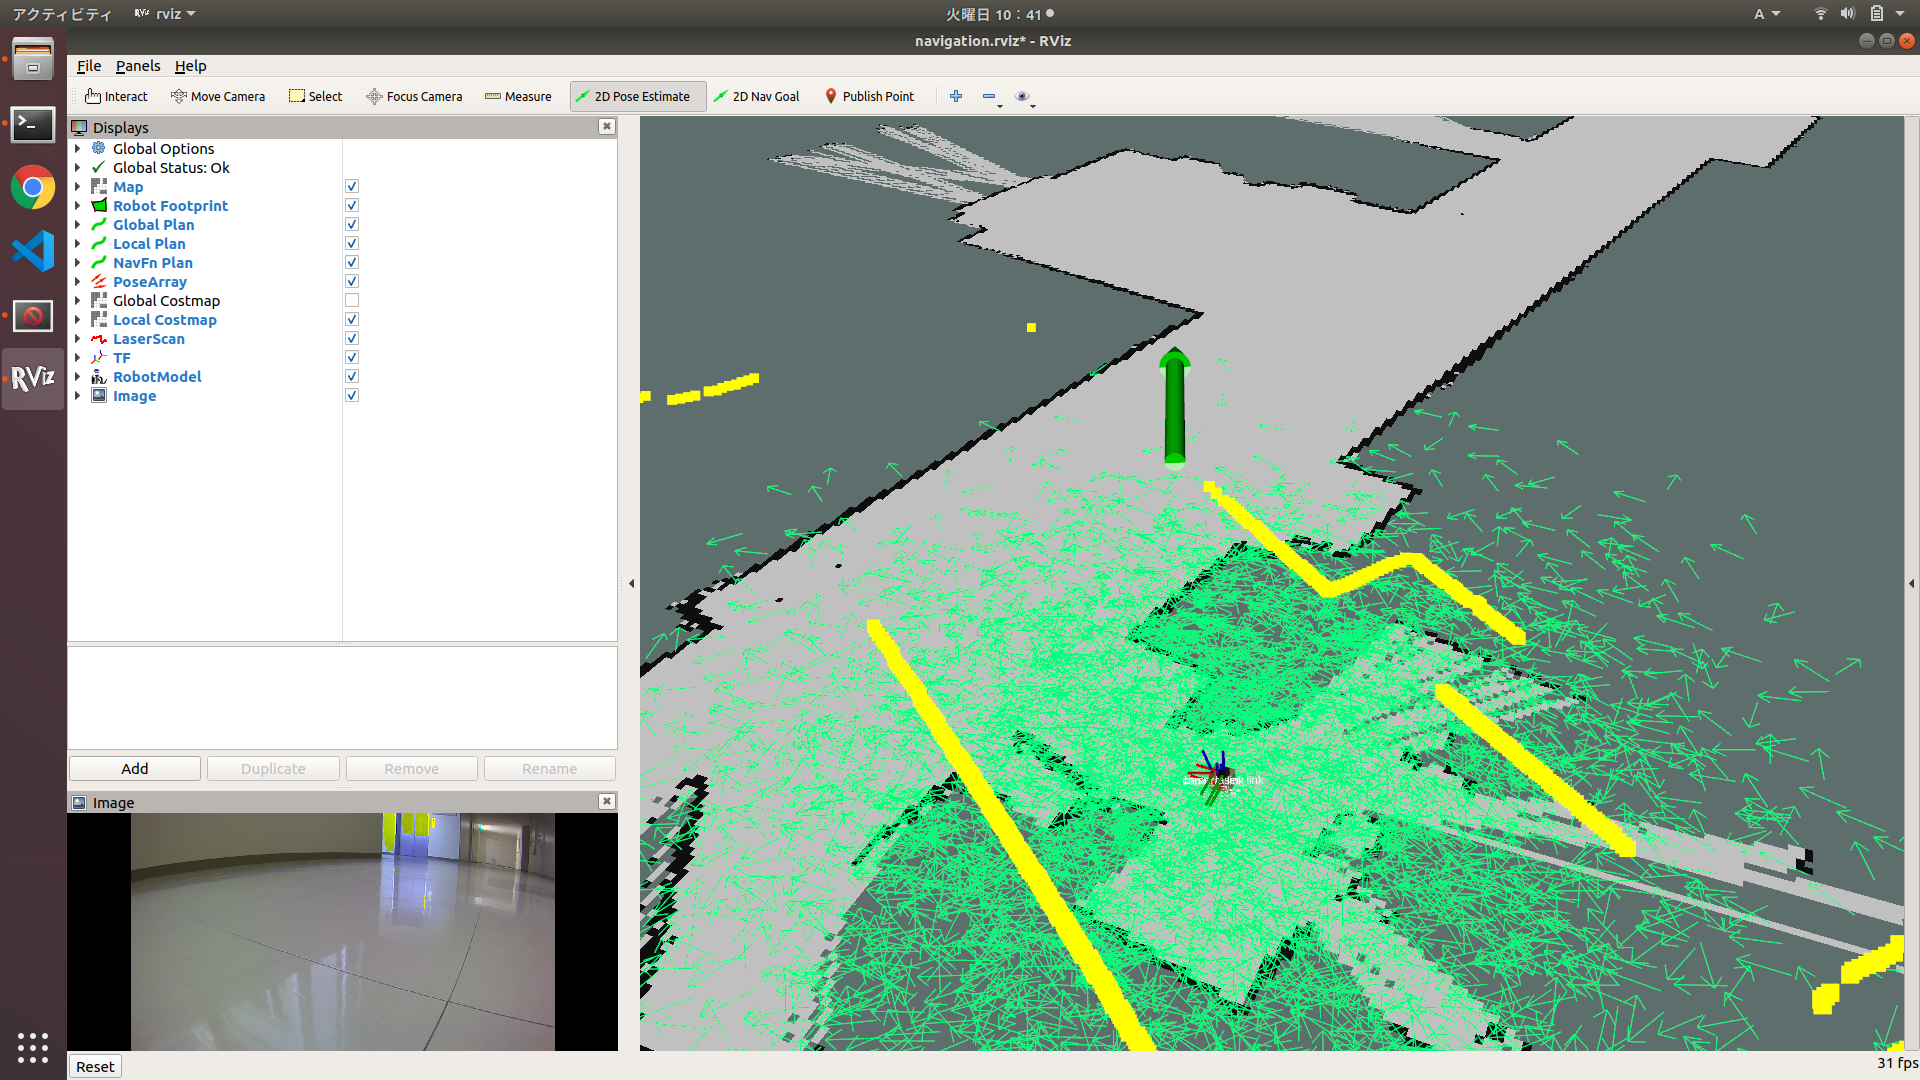 アクティビティ
RViz
rviz
火曜日 10：41
A
navigation.rviz* - RViz
File Panels Help
Interact Move Camera Select Focus Camera Measure 2D Pose Estimate 2D Nav Goal Publish Point
RViz
Displays
Global Options
Global Status: Ok
Map
Robot Footprint
Global Plan
Local Plan
NavFn Plan
PoseArray
Global Costmap
Local Costmap
LaserScan
TF
RobotModel
Image
Add Duplicate Remove Rename
Image
Reset
31 fps